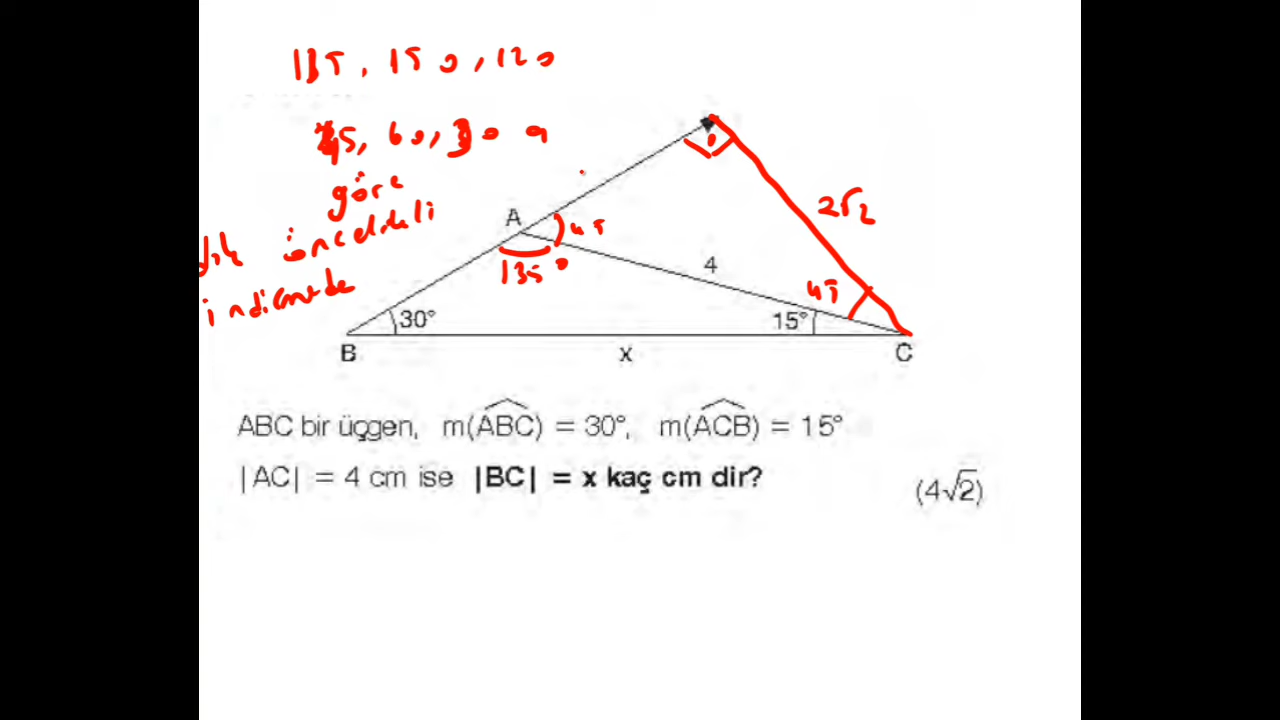 135, 150, 120
45, 60, 30 a
göre
dik öncelikli
indirmede
2√2
A
45
135°
4
45
30°
15°
B
x
C
ABC bir üçgen, m(ABC) = 30°, m(ACB) = 15°
|AC| = 4 cm ise |BC| = x kaç cm dir?
(4√2)